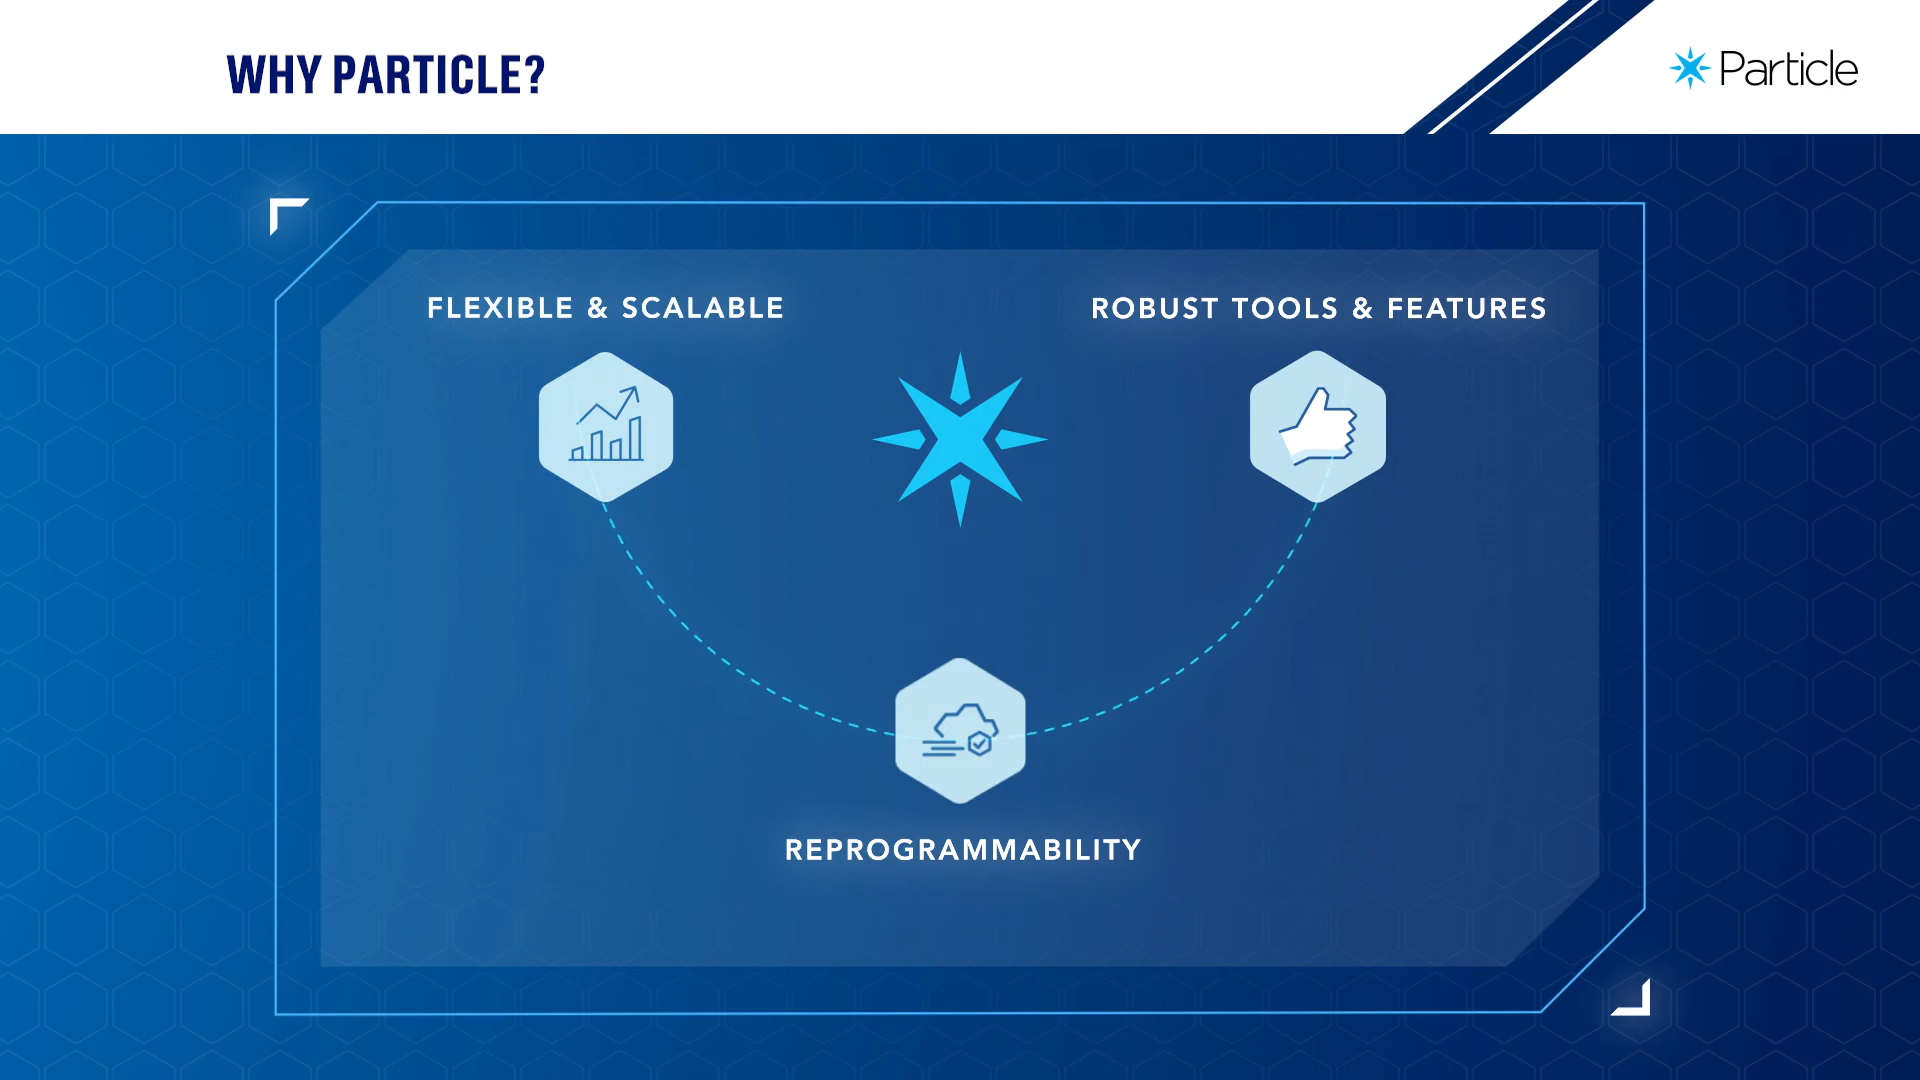 WHY PARTICLE?
Particle
FLEXIBLE & SCALABLE
ROBUST TOOLS & FEATURES
REPROGRAMMABILITY